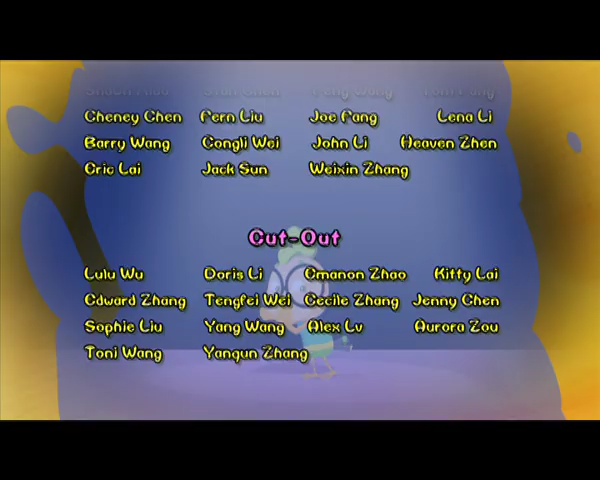 Cheney Chen Fern Liu Joe Fang Lena Li
Barry Wang Congli Wei John Li Heaven Zhen
Eric Lai Jack Sun Weixin Zhang
Cut-Out
Lulu Wu Doris Li Emanon Zhao Kitty Lai
Edward Zhang Tengfei Wei Cecile Zhang Jenny Chen
Sophie Liu Yang Wang Alex Lv Aurora Zou
Toni Wang Yanqun Zhang